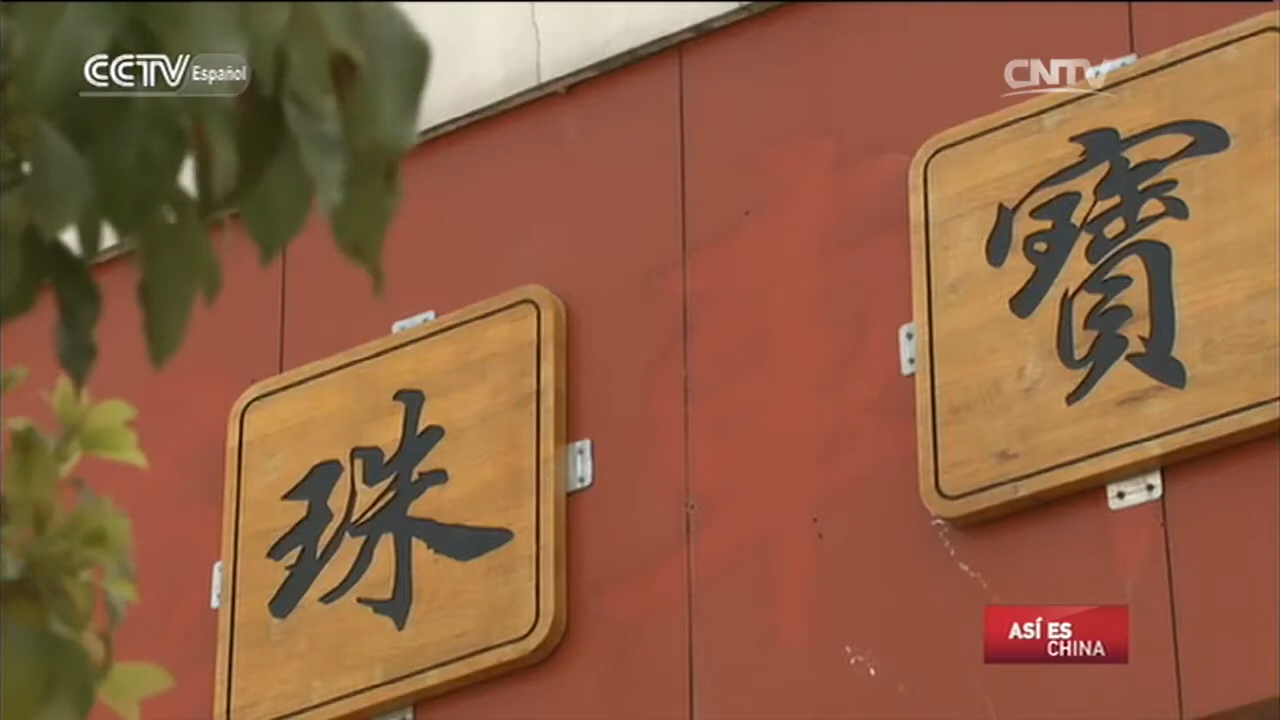 CCTV Español
CNTV
珠 寶
ASÍ ES
CHINA